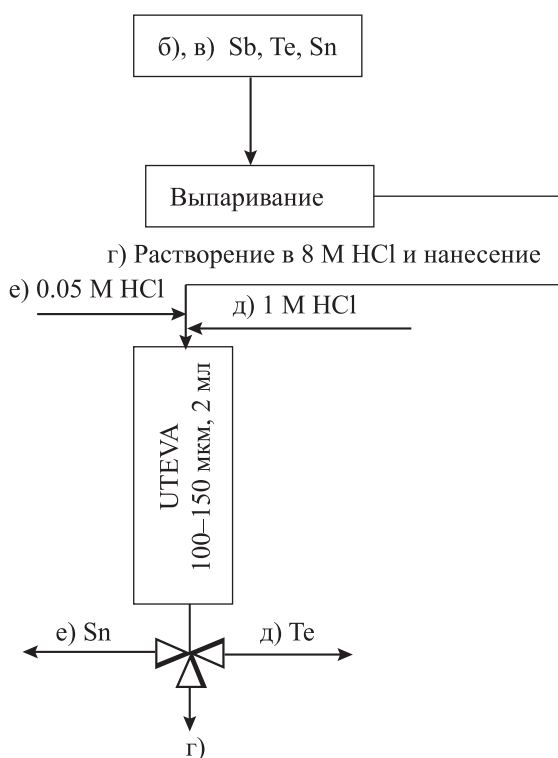 б), в) Sb, Te, Sn
Выпаривание
г) Растворение в 8 М HCl и нанесение
е) 0.05 М HCl
д) 1 М HCl
UTEVA
100–150 мкм, 2 мл
е) Sn
д) Te
г)